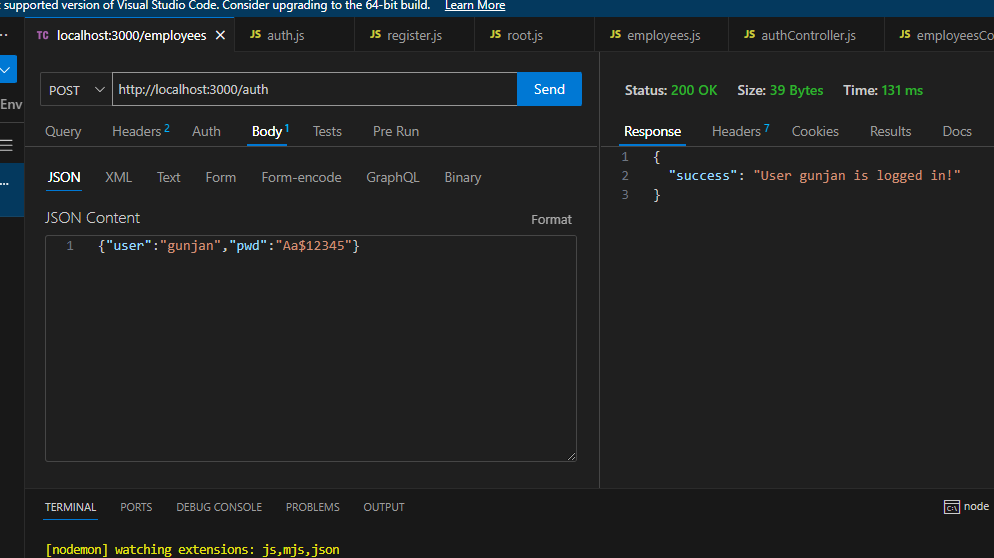 supported version of Visual Studio Code. Consider upgrading to the 64-bit build. Learn More
TC localhost:3000/employees JS auth.js JS register.js JS root.js JS employees.js JS authController.js JS employeesCo
POST http://localhost:3000/auth Send
Status: 200 OK Size: 39 Bytes Time: 131 ms
Env
Query Headers 2 Auth Body 1 Tests Pre Run
Response Headers 7 Cookies Results Docs
1 {
2 "success": "User gunjan is logged in!"
3 }
JSON XML Text Form Form-encode GraphQL Binary
JSON Content Format
1 {"user":"gunjan","pwd":"Aa$12345"}
TERMINAL PORTS DEBUG CONSOLE PROBLEMS OUTPUT
node
[nodemon] watching extensions: js,mjs,json